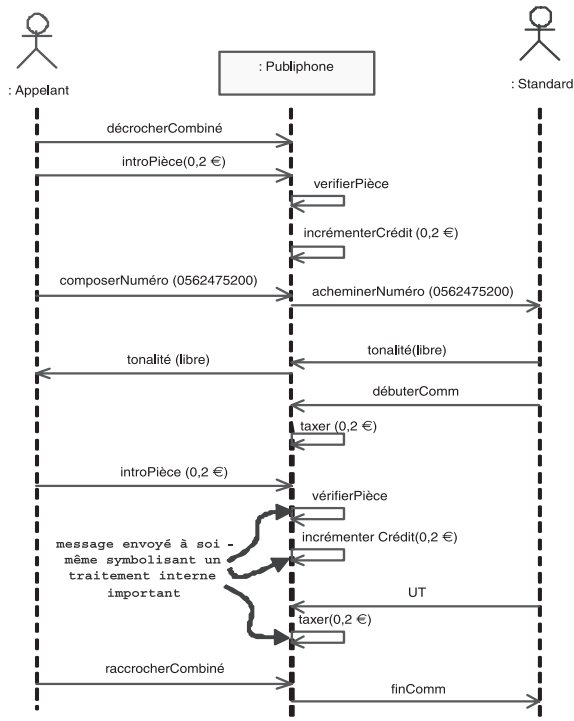 : Appelant
: Publiphone
: Standard
décrocherCombiné
introPièce(0,2 €)
verifierPièce
incrémenterCrédit (0,2 €)
composerNuméro (0562475200)
acheminerNuméro (0562475200)
tonalité(libre)
tonalité (libre)
débuterComm
taxer (0,2 €)
introPièce (0,2 €)
vérifierPièce
message envoyé à soi -
même symbolisant un
traitement interne
important
incrémenter Crédit(0,2 €)
UT
taxer(0,2 €)
raccrocherCombiné
finComm